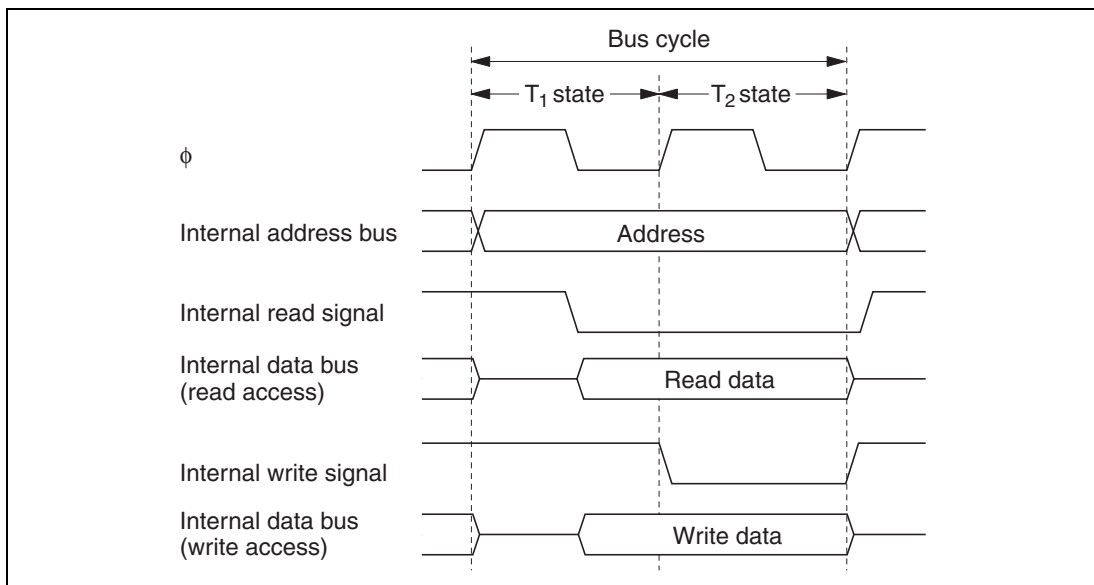 Bus cycle
T₁ state
T₂ state
ϕ
Internal address bus
Address
Internal read signal
Internal data bus
(read access)
Read data
Internal write signal
Internal data bus
(write access)
Write data